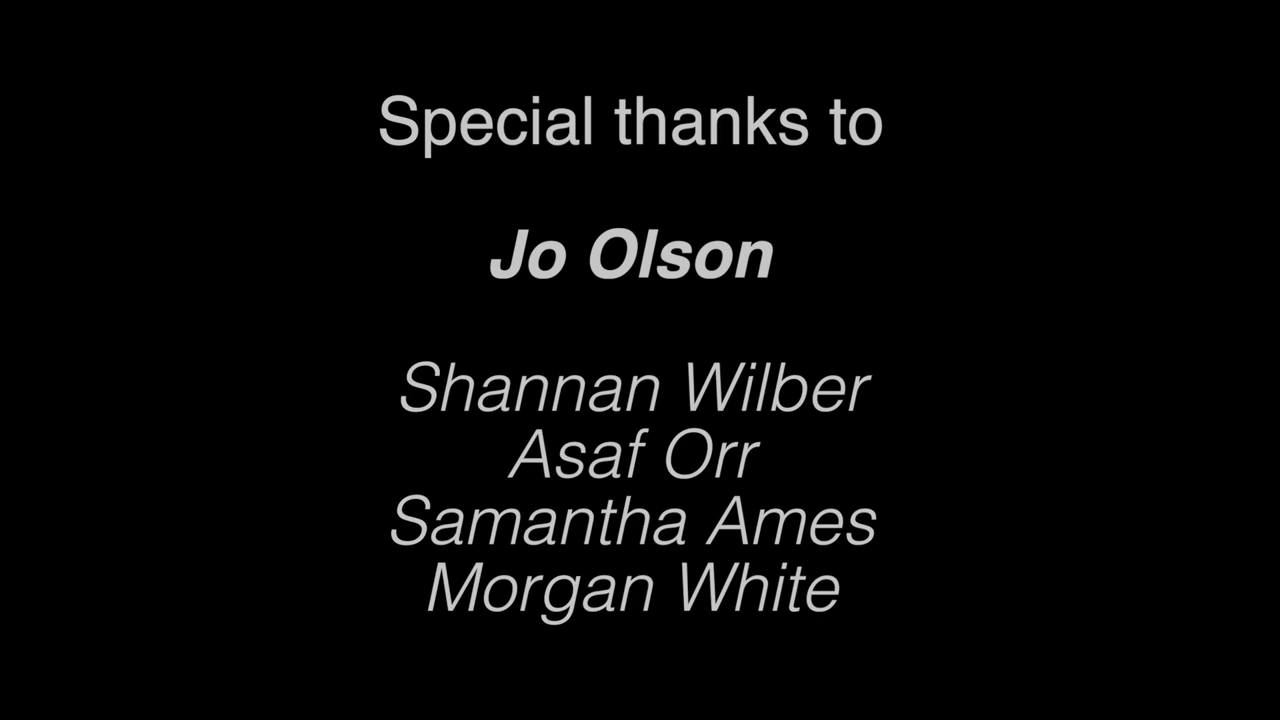 Special thanks to
Jo Olson
Shannan Wilber
Asaf Orr
Samantha Ames
Morgan White